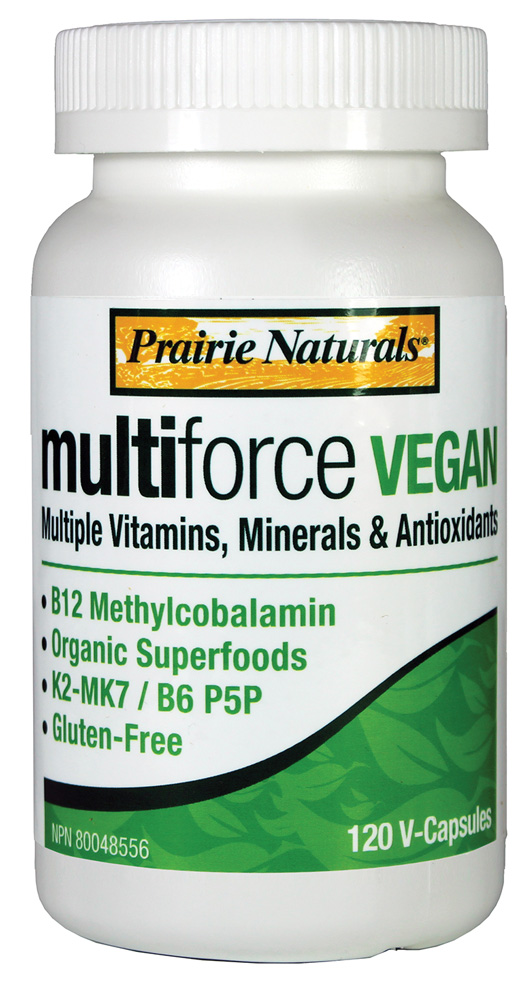 Prairie Naturals®
multiforce VEGAN
Multiple Vitamins, Minerals & Antioxidants
• B12 Methylcobalamin
• Organic Superfoods
• K2-MK7 / B6 P5P
• Gluten-Free
NPN 80048556
120 V-Capsules